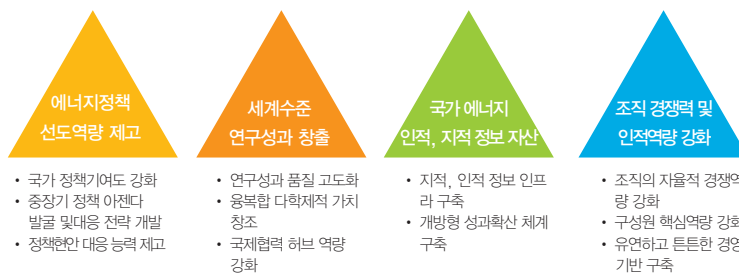 에너지정책
선도역량 제고
• 국가 정책기여도 강화
• 중장기 정책 아젠다
발굴 및대응 전략 개발
• 정책현안 대응 능력 제고
세계수준
연구성과 창출
• 연구성과 품질 고도화
• 융복합 다학제적 가치
창조
• 국제협력 허브 역량
강화
국가 에너지
인적, 지적 정보 자산
• 지적, 인적 정보 인프
라 구축
• 개방형 성과확산 체계
구축
조직 경쟁력 및
인적역량 강화
• 조직의 자율적 경쟁역
량 강화
• 구성원 핵심역량 강화
• 유연하고 튼튼한 경영
기반 구축